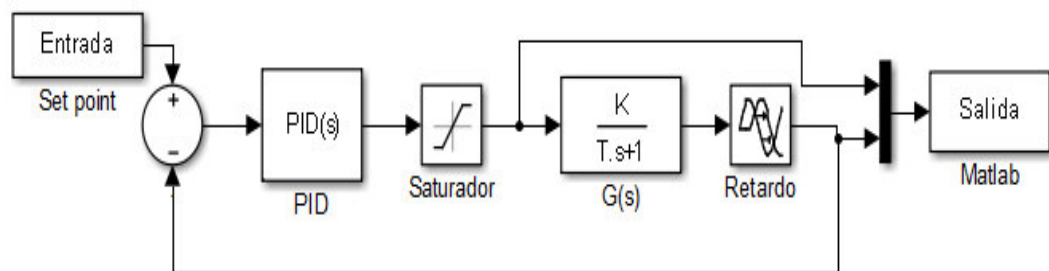 Entrada
Set point
+
−
PID(s)
PID
Saturador
K
T.s+1
G(s)
Retardo
Salida
Matlab